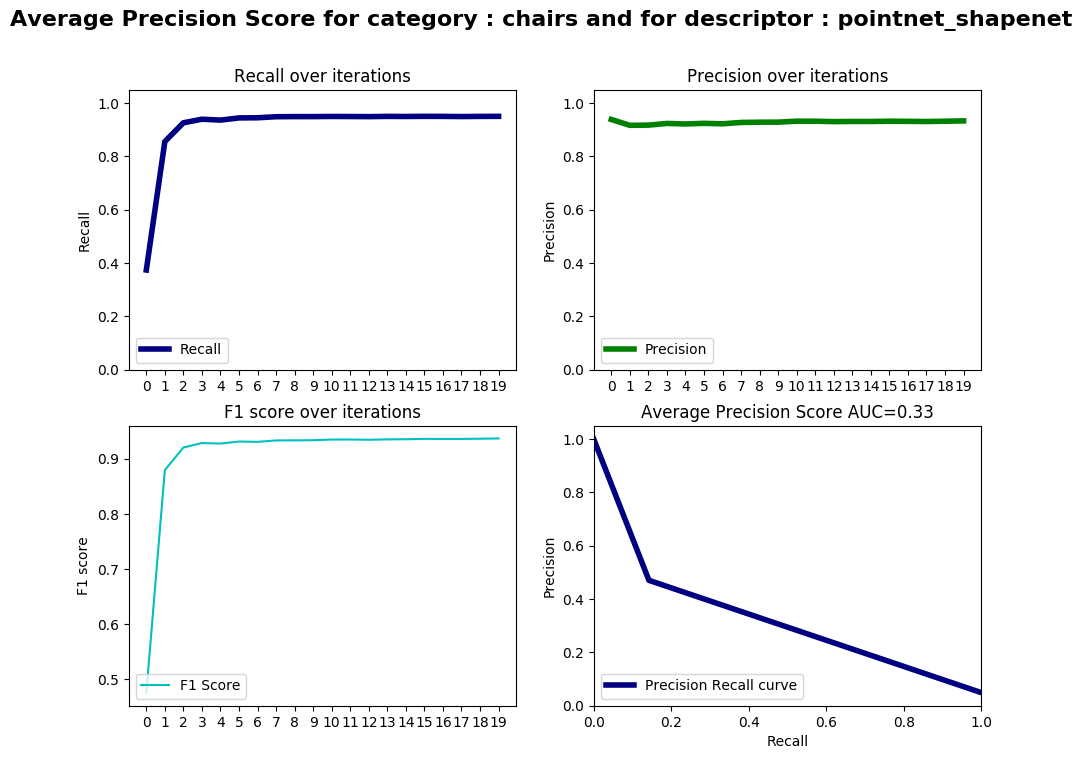 Average Precision Score for category : chairs and for descriptor : pointnet_shapenet
Recall over iterations
1.0
0.8
0.6
0.4
0.2
0.0
Recall
Recall
0 1 2 3 4 5 6 7 8 9 10 11 12 13 14 15 16 17 18 19
Precision over iterations
1.0
0.8
0.6
0.4
0.2
0.0
Precision
Precision
0 1 2 3 4 5 6 7 8 9 10 11 12 13 14 15 16 17 18 19
F1 score over iterations
0.9
0.8
0.7
0.6
0.5
F1 score
F1 Score
0 1 2 3 4 5 6 7 8 9 10 11 12 13 14 15 16 17 18 19
Average Precision Score AUC=0.33
1.0
0.8
0.6
0.4
0.2
0.0
Precision
Precision Recall curve
0.0 0.2 0.4 0.6 0.8 1.0
Recall